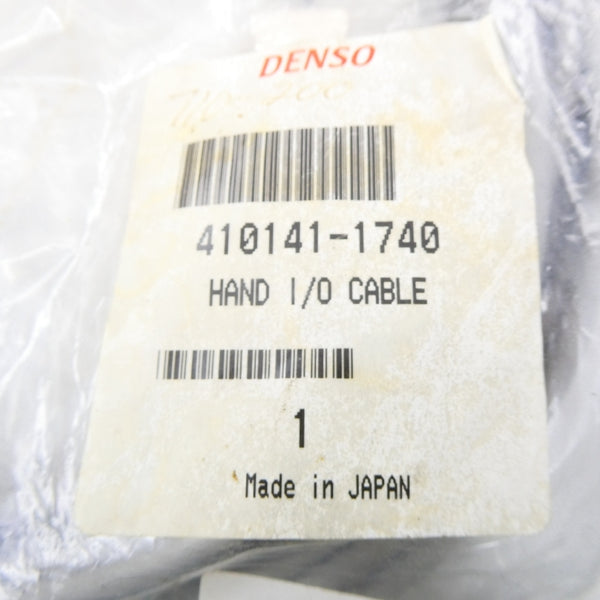 DENSO
410141-1740
HAND I/O CABLE
1
Made in JAPAN